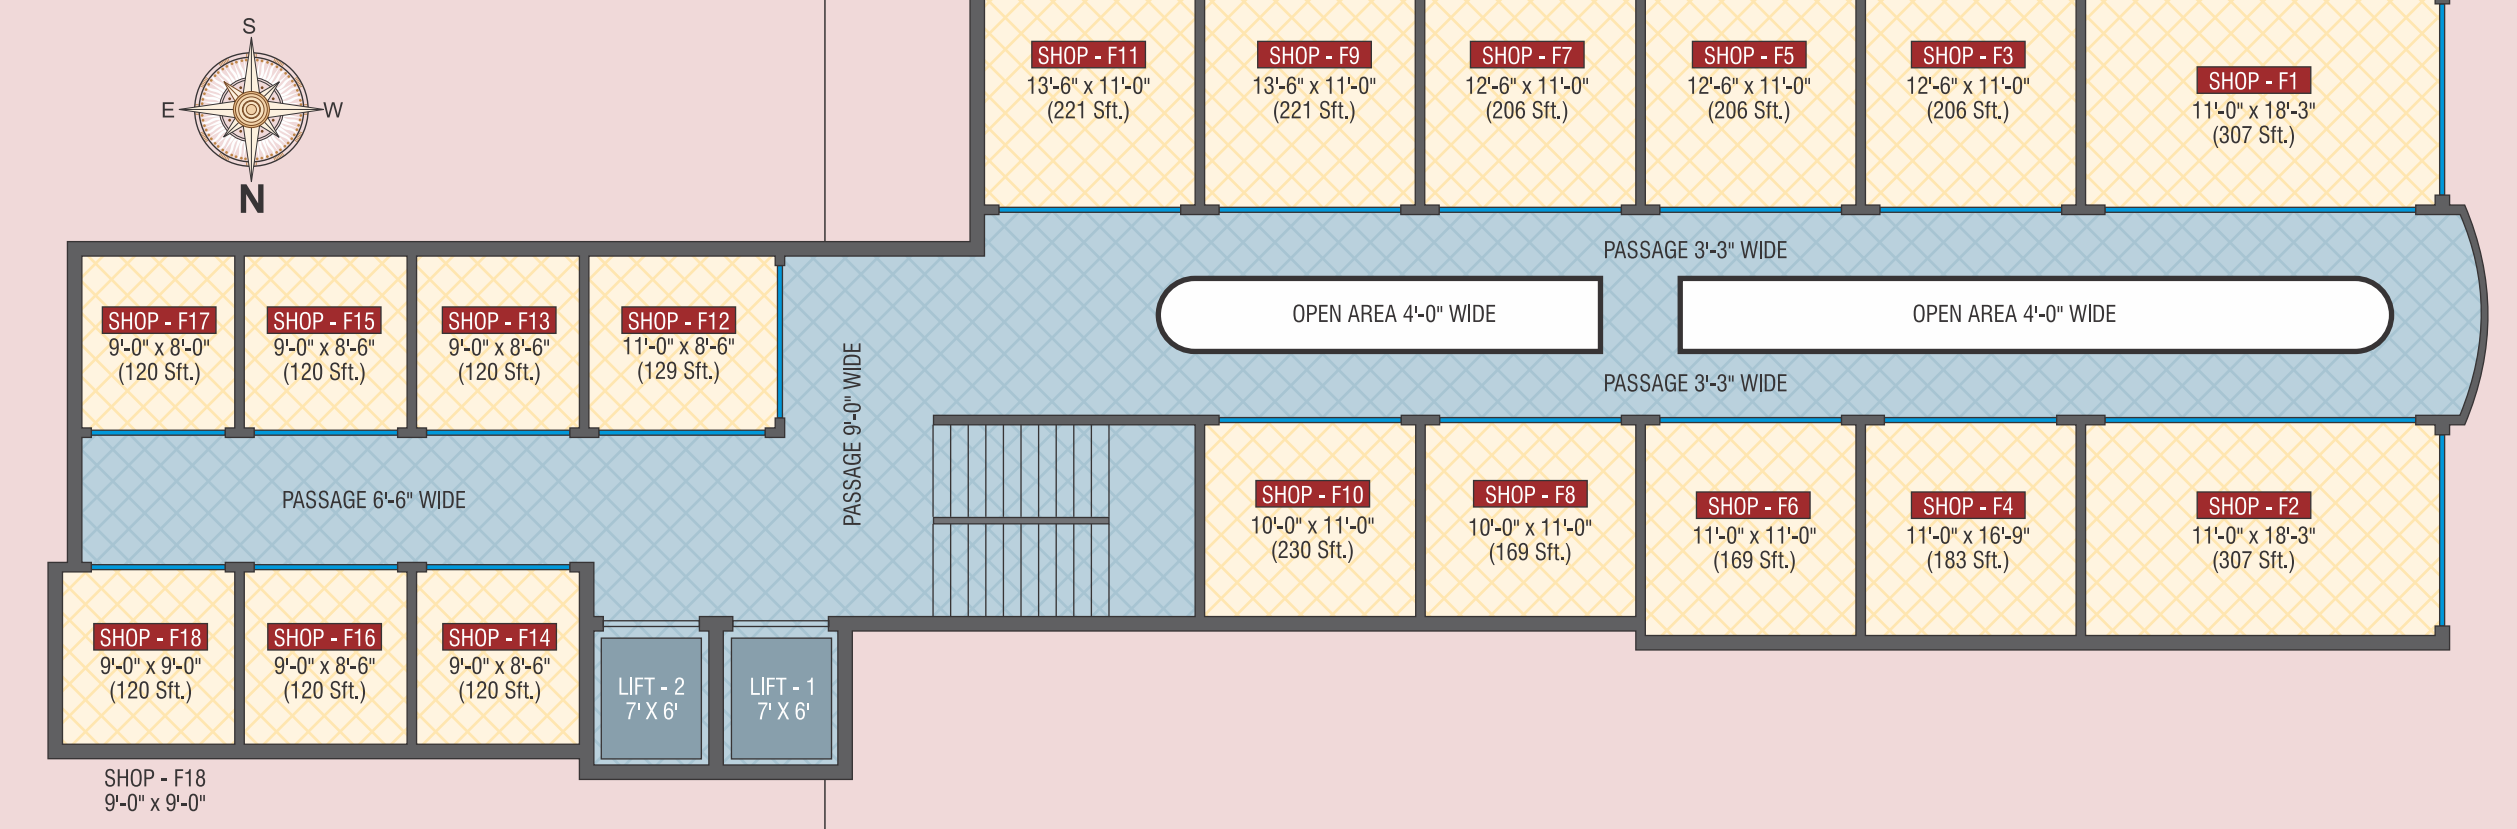 S
E
W
N
SHOP - F11
13'-6" x 11'-0"
(221 Sft.)
SHOP - F9
13'-6" x 11'-0"
(221 Sft.)
SHOP - F7
12'-6" x 11'-0"
(206 Sft.)
SHOP - F5
12'-6" x 11'-0"
(206 Sft.)
SHOP - F3
12'-6" x 11'-0"
(206 Sft.)
SHOP - F1
11'-0" x 18'-3"
(307 Sft.)
PASSAGE 3'-3" WIDE
OPEN AREA 4'-0" WIDE
OPEN AREA 4'-0" WIDE
PASSAGE 3'-3" WIDE
SHOP - F17
9'-0" x 8'-0"
(120 Sft.)
SHOP - F15
9'-0" x 8'-6"
(120 Sft.)
SHOP - F13
9'-0" x 8'-6"
(120 Sft.)
SHOP - F12
11'-0" x 8'-6"
(129 Sft.)
PASSAGE 9'-0" WIDE
PASSAGE 6'-6" WIDE
SHOP - F10
10'-0" x 11'-0"
(230 Sft.)
SHOP - F8
10'-0" x 11'-0"
(169 Sft.)
SHOP - F6
11'-0" x 11'-0"
(169 Sft.)
SHOP - F4
11'-0" x 16'-9"
(183 Sft.)
SHOP - F2
11'-0" x 18'-3"
(307 Sft.)
SHOP - F18
9'-0" x 9'-0"
(120 Sft.)
SHOP - F16
9'-0" x 8'-6"
(120 Sft.)
SHOP - F14
9'-0" x 8'-6"
(120 Sft.)
LIFT - 2
7' X 6'
LIFT - 1
7' X 6'
SHOP - F18
9'-0" x 9'-0"